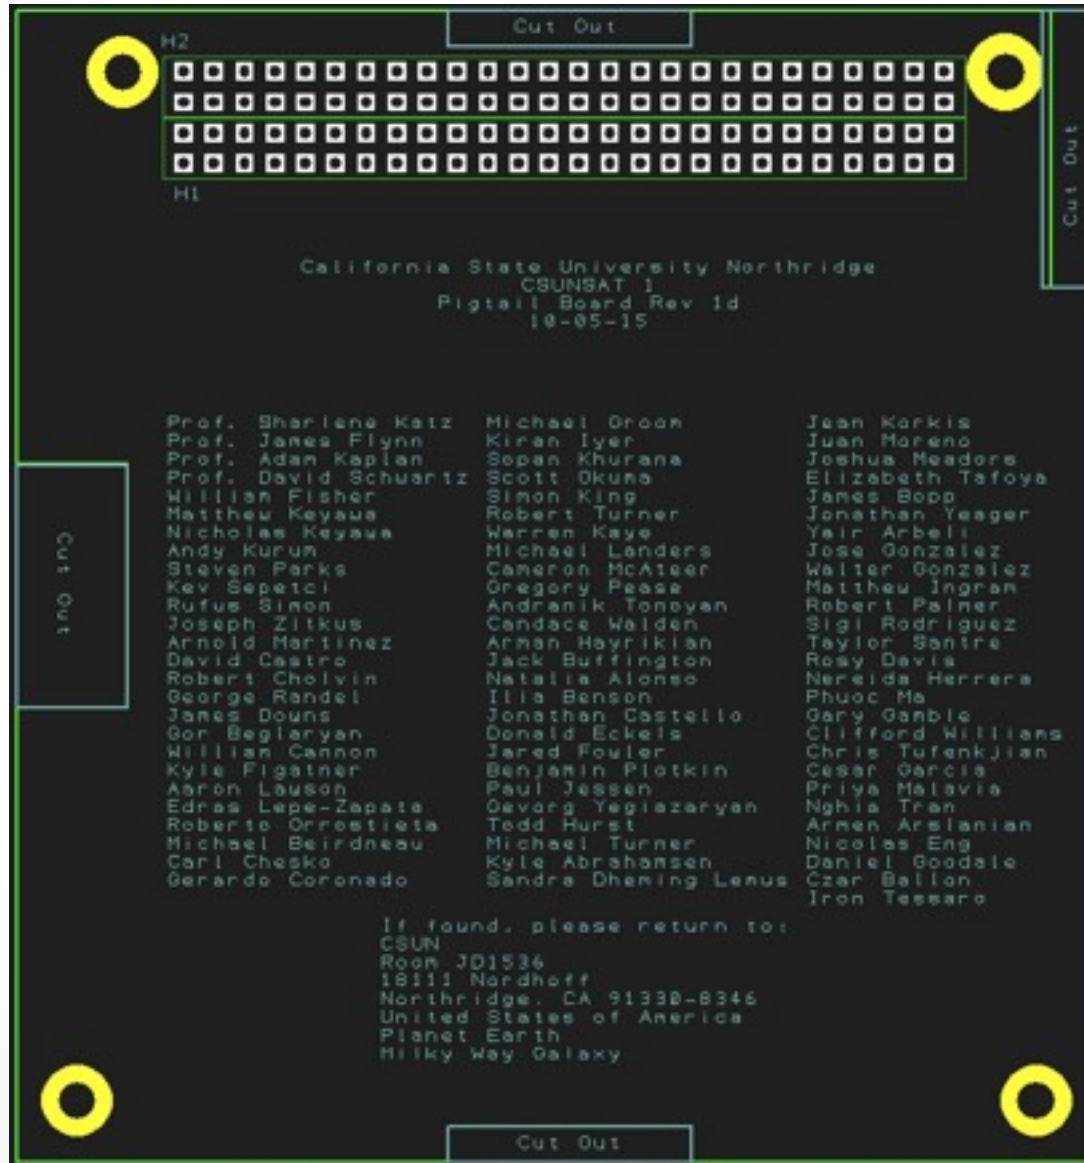 Cut Out
H2
Cut Out
H1
California State University Northridge
CSUNSAT 1
Pigtail Board Rev 1d
10-05-15
Prof. Sharlene Katz
Prof. James Flynn
Prof. Adam Kaplan
Prof. David Schwartz
William Fisher
Matthew Keyawa
Nicholas Keyawa
Andy Kurum
Steven Parks
Kev Sepetci
Rufus Simon
Joseph Zitkus
Arnold Martinez
David Castro
Robert Cholvin
George Randel
James Downs
Gor Beglaryan
William Cannon
Kyle Figatner
Aaron Lawson
Edras Lepe-Zapata
Roberto Orrostieta
Michael Beirdneau
Carl Chesko
Gerardo Coronado
Michael Groom
Kiran Iyer
Sopan Khurana
Scott Okuma
Simon King
Robert Turner
Warren Kaye
Michael Landers
Cameron McAteer
Gregory Pease
Andranik Tonoyan
Candace Walden
Arman Hayrikian
Jack Buffington
Natalia Alonso
Ilia Benson
Jonathan Castello
Donald Eckels
Jared Fowler
Benjamin Plotkin
Paul Jessen
Gevorg Yegiazaryan
Todd Hurst
Michael Turner
Kyle Abrahamsen
Sandra Dheming Lemus
Jean Korkis
Juan Moreno
Joshua Meadors
Elizabeth Tafoya
James Bopp
Jonathan Yeager
Yair Arbeli
Jose Gonzalez
Walter Gonzalez
Matthew Ingram
Robert Palmer
Sigi Rodriguez
Taylor Santre
Rosy Davis
Nereida Herrera
Phuoc Ma
Gary Gamble
Clifford Williams
Chris Tufenkjian
Cesar Garcia
Priya Malavia
Nghia Tran
Armen Arslanian
Nicolas Eng
Daniel Goodale
Czar Ballon
Iron Tessaro
Cut Out
If found, please return to:
CSUN
Room JD1536
18111 Nordhoff
Northridge, CA 91330-8346
United States of America
Planet Earth
Milky Way Galaxy
Cut Out